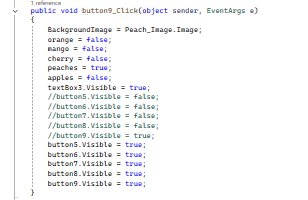 1 reference
public void button9_Click(object sender, EventArgs e)
{
BackgroundImage = Peach_Image.Image;
orange = false;
mango = false;
cherry = false;
peaches = true;
apples = false;
textBox3.Visible = true;
//button5.Visible = false;
//button6.Visible = false;
//button7.Visible = false;
//button8.Visible = false;
//button9.Visible = true;
button5.Visible = true;
button6.Visible = true;
button7.Visible = true;
button8.Visible = true;
button9.Visible = true;
}